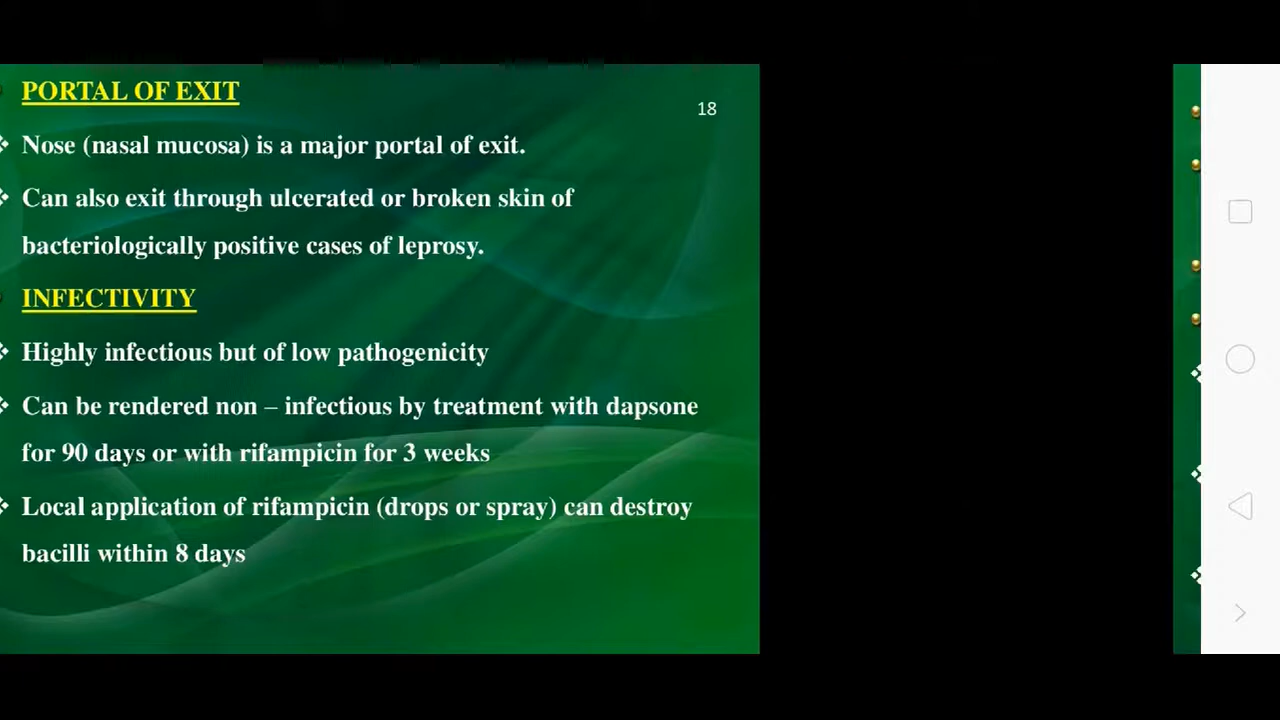 PORTAL OF EXIT
18
❖ Nose (nasal mucosa) is a major portal of exit.
❖ Can also exit through ulcerated or broken skin of
bacteriologically positive cases of leprosy.
INFECTIVITY
❖ Highly infectious but of low pathogenicity
❖ Can be rendered non – infectious by treatment with dapsone
for 90 days or with rifampicin for 3 weeks
❖ Local application of rifampicin (drops or spray) can destroy
bacilli within 8 days